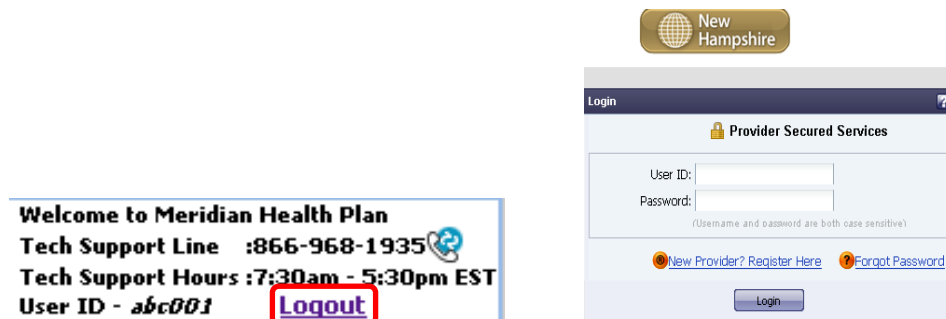 New
Hampshire
Login
?
Provider Secured Services
User ID:
Password:
(Username and password are both case sensitive)
New Provider? Register Here
? Forgot Password
Login
Welcome to Meridian Health Plan
Tech Support Line :866-968-1935
Tech Support Hours :7:30am - 5:30pm EST
User ID - abc001 Logout